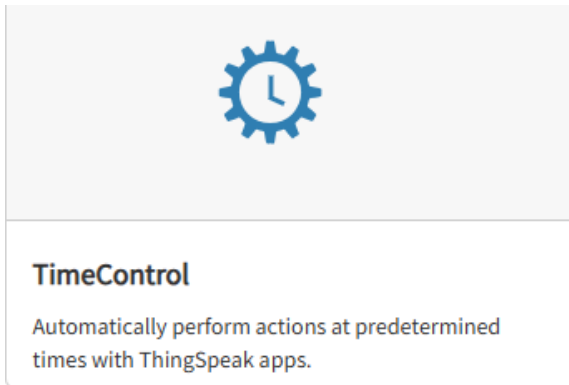 TimeControl
Automatically perform actions at predetermined
times with ThingSpeak apps.